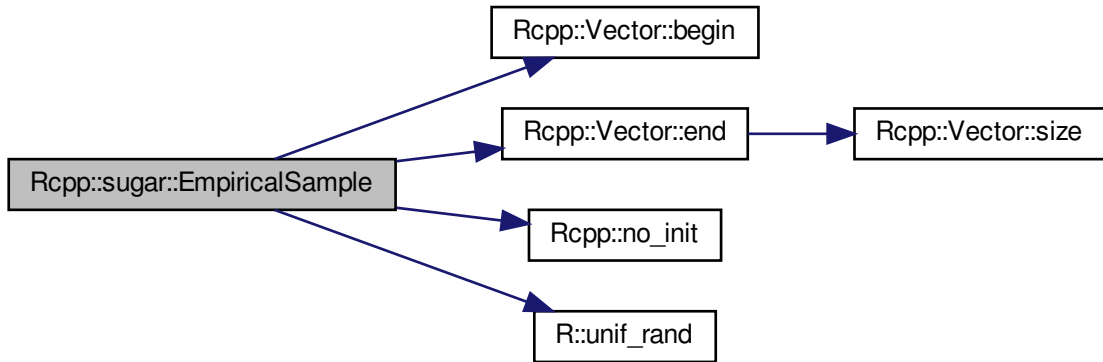 Rcpp::Vector::begin
Rcpp::Vector::end
Rcpp::Vector::size
Rcpp::sugar::EmpiricalSample
Rcpp::no_init
R::unif_rand